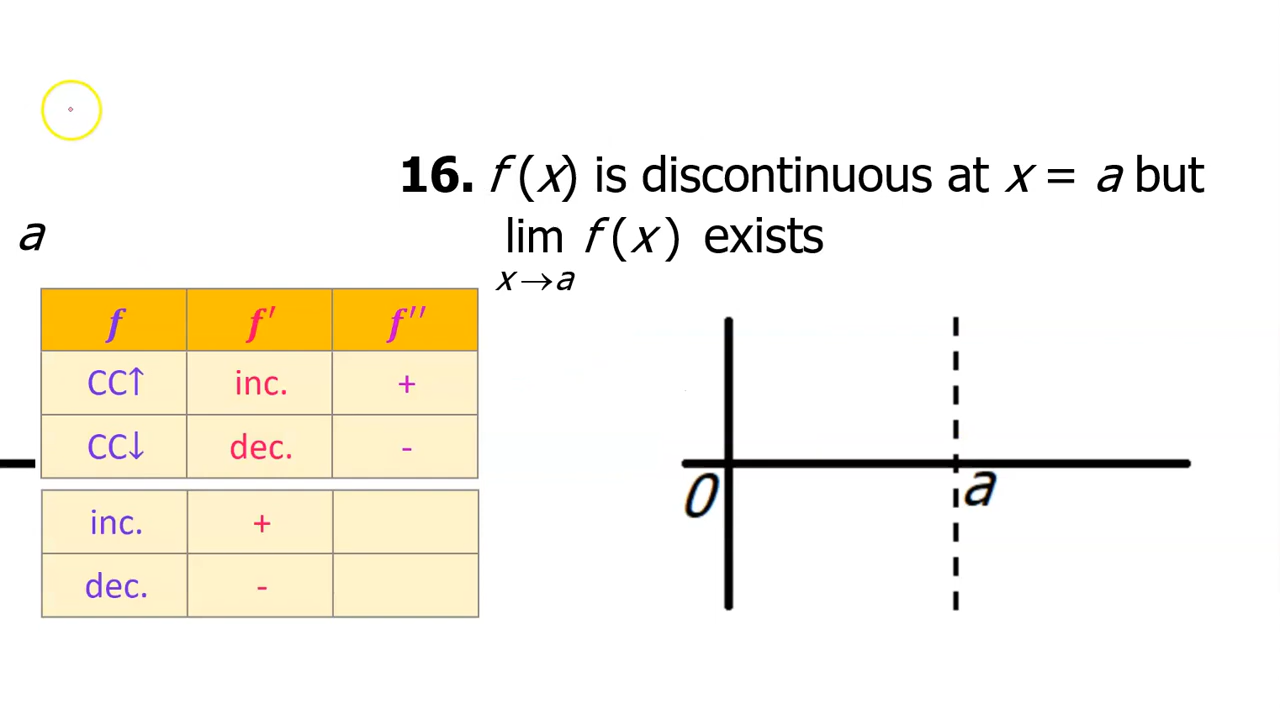 16. f (x) is discontinuous at x = a but
lim f (x) exists
x→a
a
f f′ f′′
CC↑ inc. +
CC↓ dec. -
inc. +
dec. -
0 a